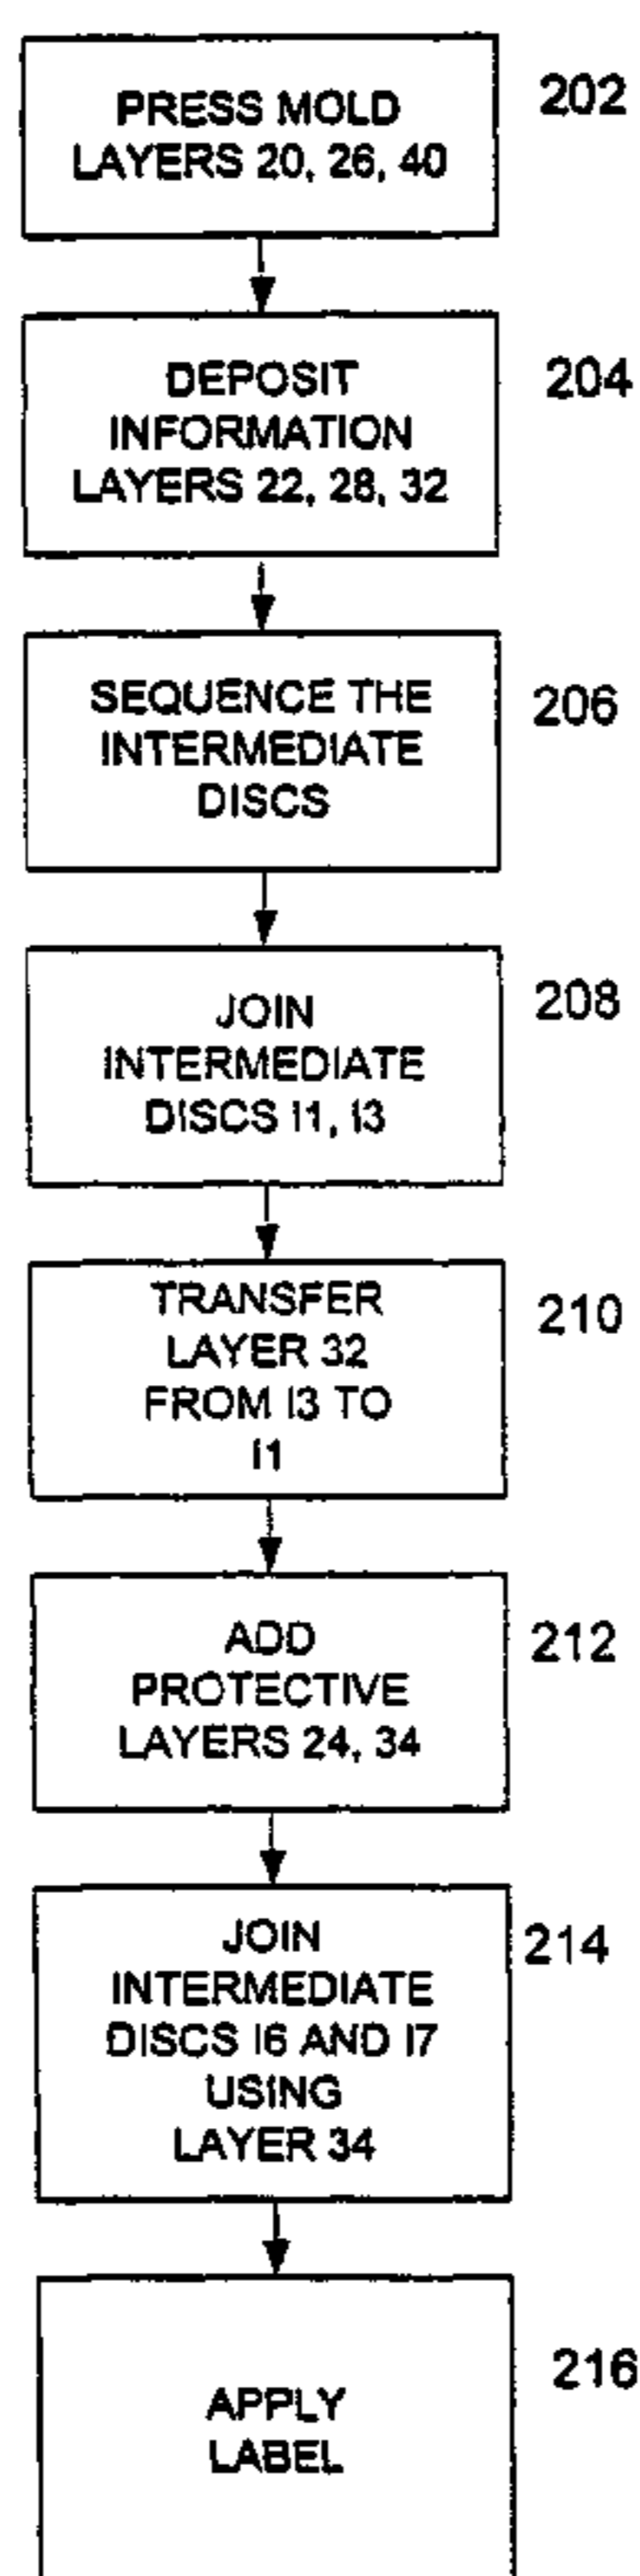 PRESS MOLD
LAYERS 20, 26, 40
202
DEPOSIT
INFORMATION
LAYERS 22, 28, 32
204
SEQUENCE THE
INTERMEDIATE
DISCS
206
JOIN
INTERMEDIATE
DISCS I1, I3
208
TRANSFER
LAYER 32
FROM I3 TO
I1
210
ADD
PROTECTIVE
LAYERS 24, 34
212
JOIN
INTERMEDIATE
DISCS I6 AND I7
USING
LAYER 34
214
APPLY
LABEL
216